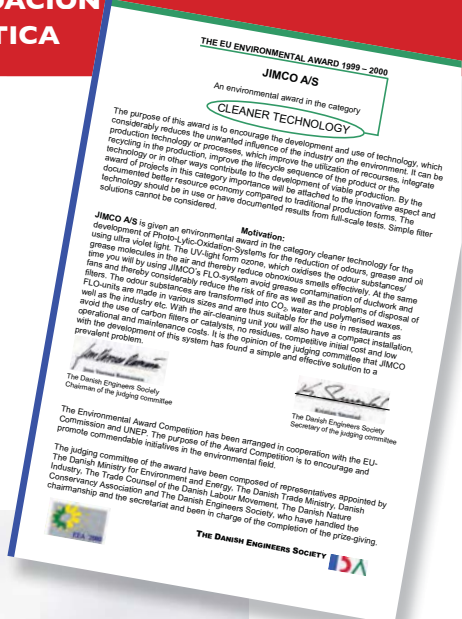 DACIÓN
TICA
THE EU ENVIRONMENTAL AWARD 1999 – 2000
JIMCO A/S
An environmental award in the category
CLEANER TECHNOLOGY
The purpose of this award is to encourage the development and use of technology, which
considerably reduces the unwanted influence of the industry on the environment. It can be
production technology or processes, which improve the utilization of recourses, integrate
recycling in the production, improve the lifecycle sequence of the product or the
technology or in other ways contribute to the development of viable production. By the
award of Projects in this category importance will be attached to the innovative aspect and
documented better resource economy compared to traditional production forms. The
technology should be in use or have documented results from full-scale tests. Simple filter
solutions cannot be considered.
Motivation:
JIMCO A/S is given an environmental award in the category cleaner technology for the
development of Photo-Lytic-Oxidation-Systems for the reduction of odours, grease and oil
using ultra violet light. The UV-light form ozone, which oxidises the odour substances/
grease molecules in the air and thereby reduce obnoxious smells effectively. At the same
time you will by using JIMCO's FLO-system avoid grease contamination of ductwork and
fans and thereby considerably reduce the risk of fire as well as the problems of disposal of
filters. The odour substances are transformed into CO₂, water and polymerised waxes.
FLO-units are made in various sizes and are thus suitable for the use in restaurants as
well as the industry etc. With the air-cleaning unit you will also have a compact installation,
avoid the use of carbon filters or catalysts, no residues, competitive initial cost and low
operational and maintenance costs. It is the opinion of the judging committee that JIMCO
with the development of this system has found a simple and effective solution to a
prevalent problem.
The Danish Engineers Society
Chairman of the judging committee
The Danish Engineers Society
Secretary of the judging committee
The Environmental Award Competition has been arranged in cooperation with the EU-
Commission and UNEP. The purpose of the Award Competition is to encourage and
promote commendable initiatives in the environmental field.
The judging committee of the award have been composed of representatives appointed by
The Danish Ministry for Environment and Energy, The Danish Trade Ministry, Danish
Industry, The Trade Counsel of the Danish Labour Movement, The Danish Nature
Conservancy Association and The Danish Engineers Society, who have handled the
chairmanship and the secretariat and been in charge of the completion of the prize-giving.
THE DANISH ENGINEERS SOCIETY
EEA '2000